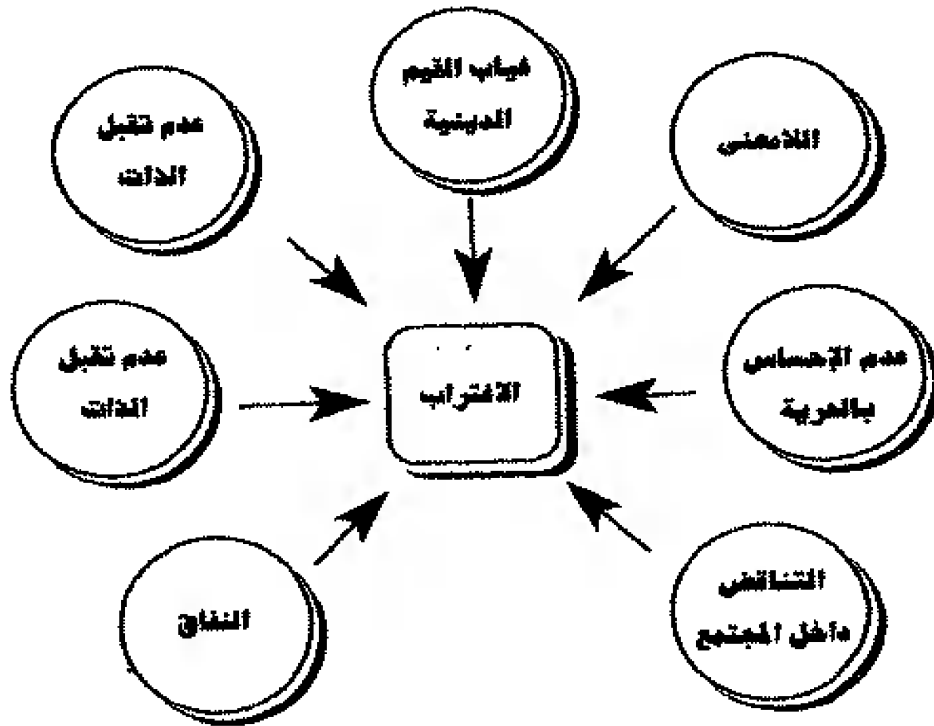 غياب القيم
الدينية
اللامعنى
عدم تقبل
الذات
عدم الإحساس
بالحرية
الاغتراب
عدم تقبل
الذات
التناقض
داخل المجتمع
النفاق